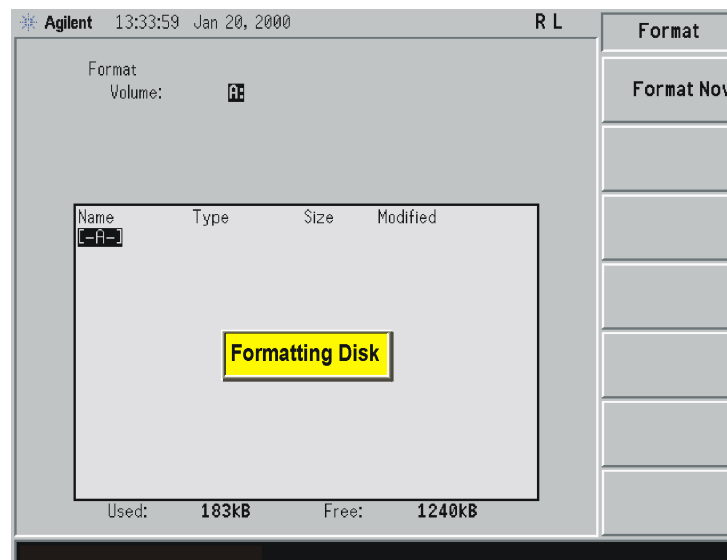 Agilent 13:33:59 Jan 20, 2000 R L
Format
Format
Volume: A:
Format Now
Name Type Size Modified
[-A-]
Formatting Disk
Used: 183kB Free: 1240kB